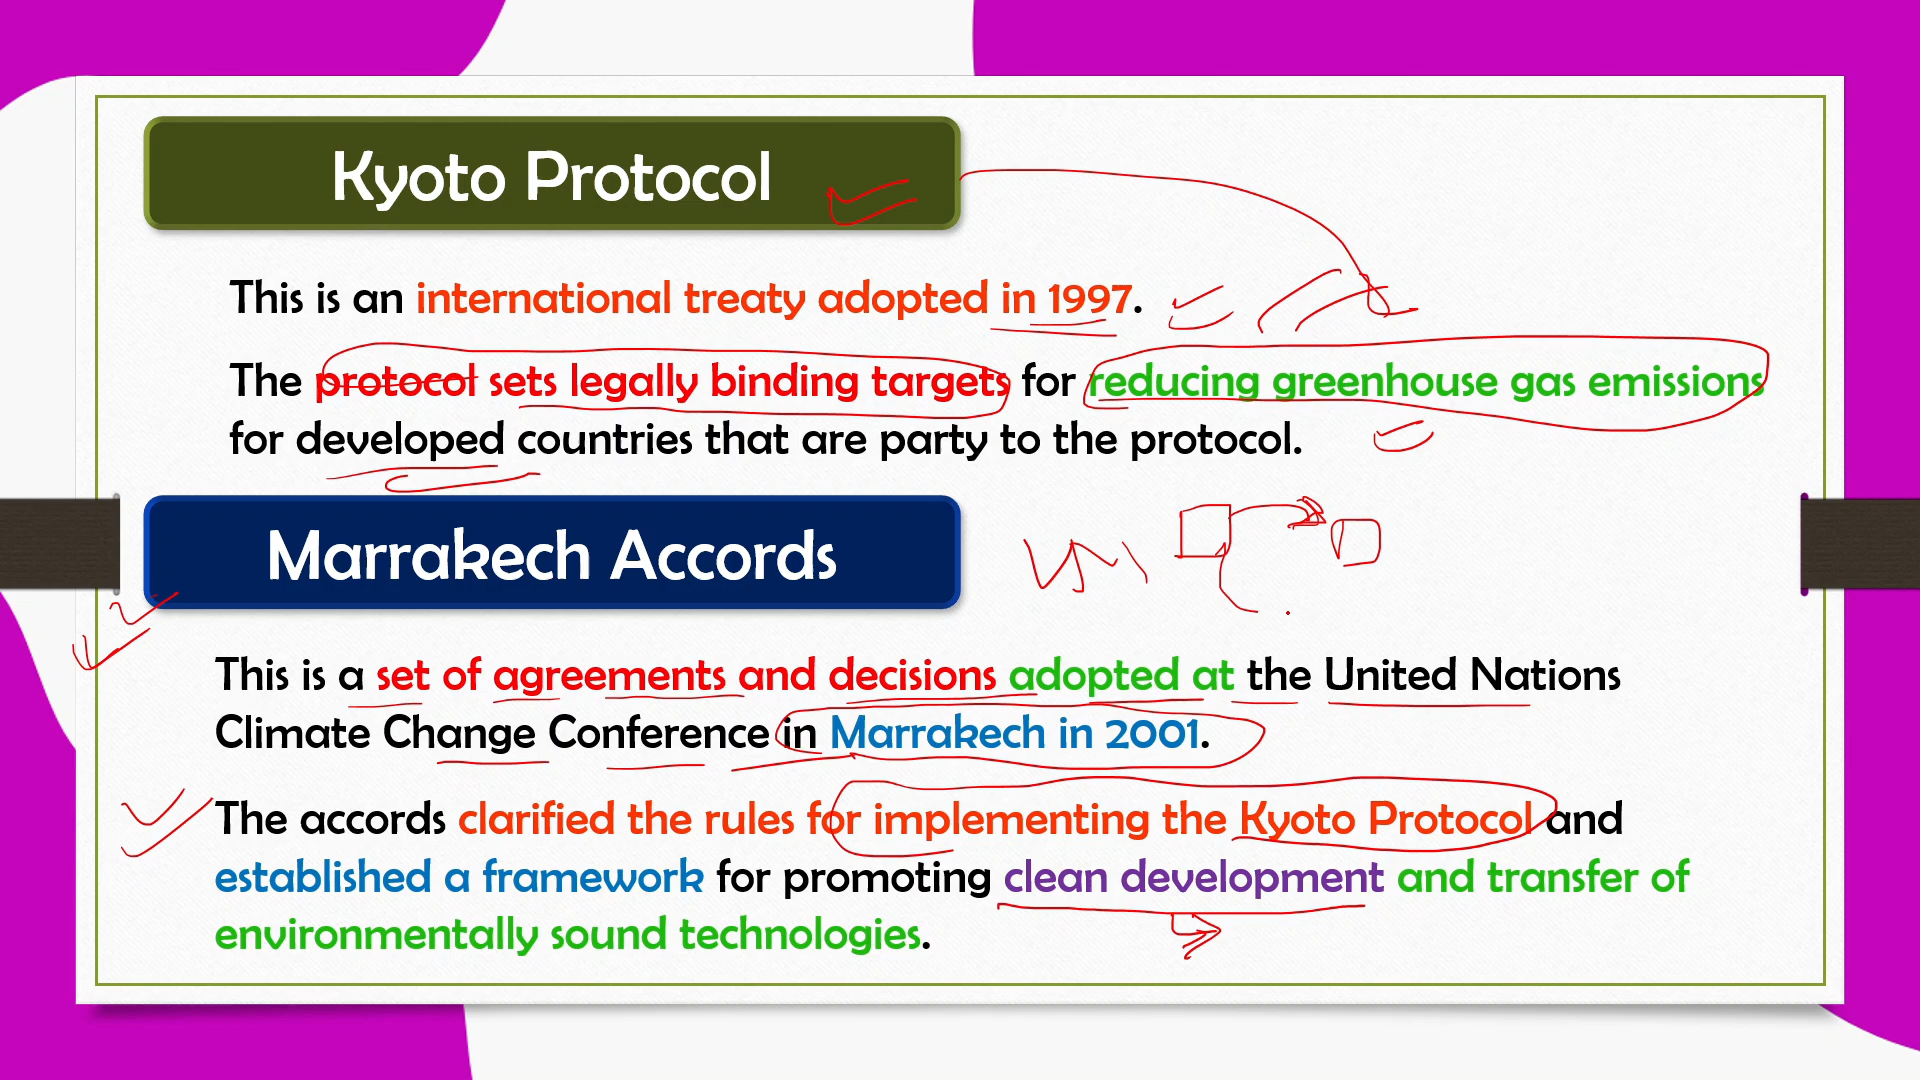 Kyoto Protocol
This is an international treaty adopted in 1997.
The protocol sets legally binding targets for reducing greenhouse gas emissions
for developed countries that are party to the protocol.
Marrakech Accords
This is a set of agreements and decisions adopted at the United Nations
Climate Change Conference in Marrakech in 2001.
The accords clarified the rules for implementing the Kyoto Protocol and
established a framework for promoting clean development and transfer of
environmentally sound technologies.